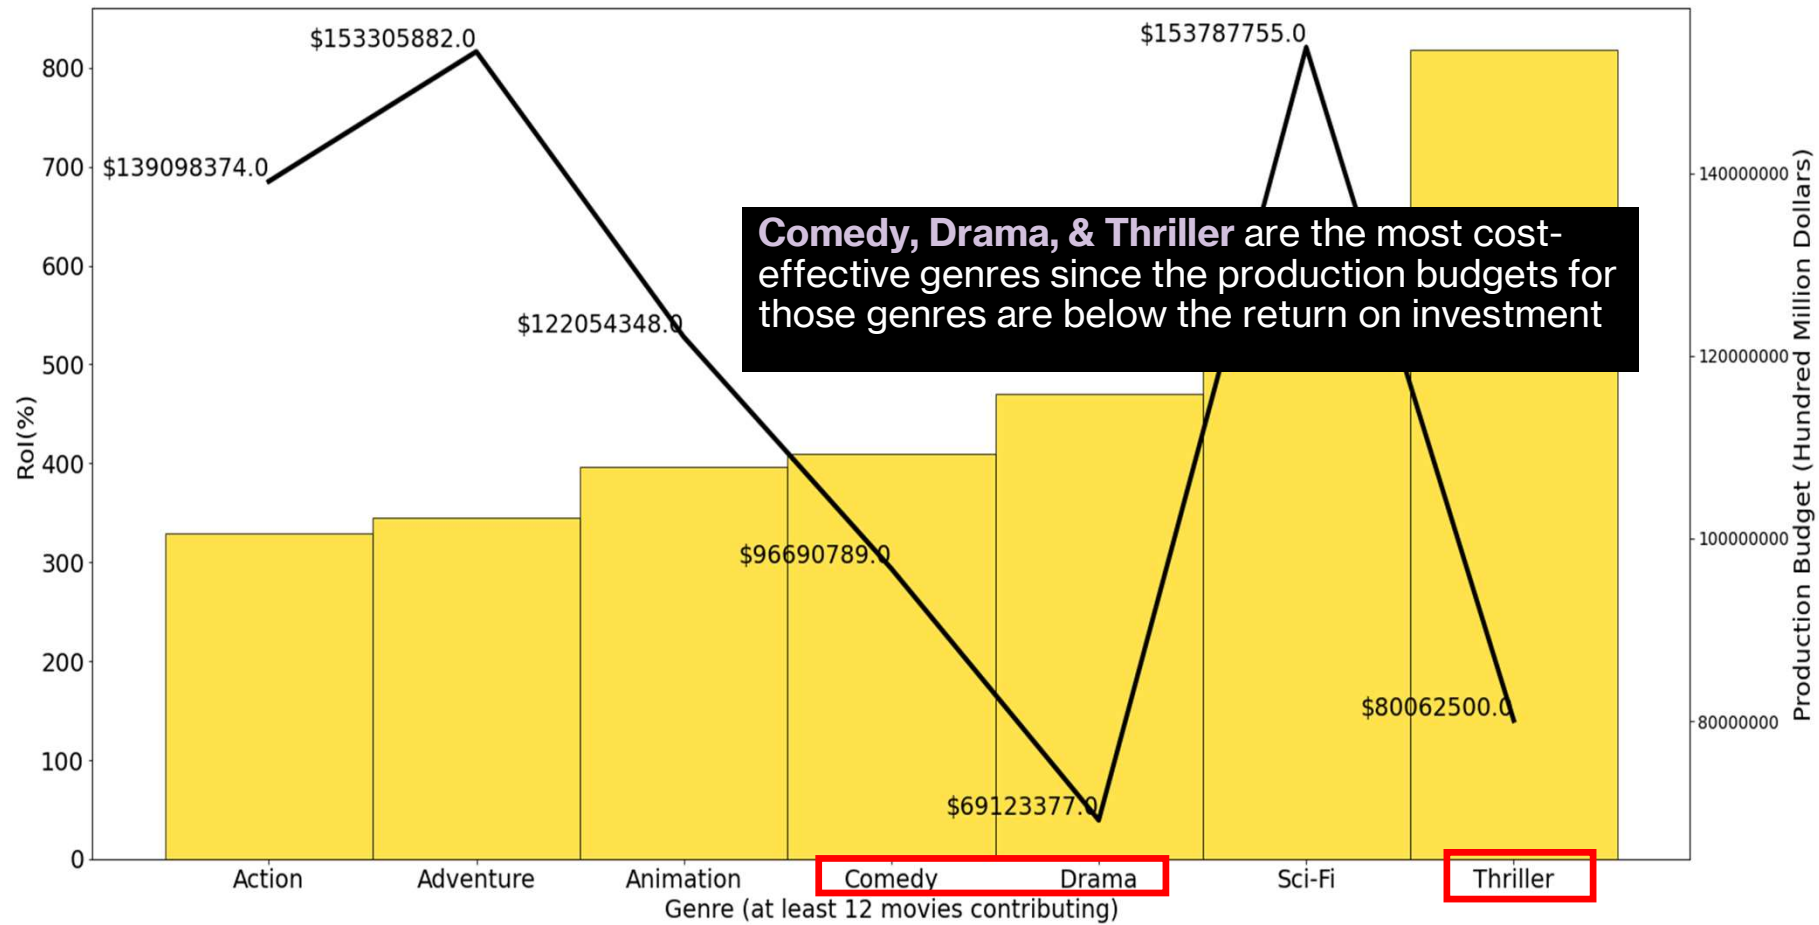 $153305882.0
$153787755.0
$139098374.0
$122054348.0
$96690789.0
$69123377.0
$80062500.0
Comedy, Drama, & Thriller are the most cost-
effective genres since the production budgets for
those genres are below the return on investment
RoI(%)
800
700
600
500
400
300
200
100
0
140000000
120000000
100000000
80000000
Production Budget (Hundred Million Dollars)
Action Adventure Animation Comedy Drama Sci-Fi Thriller
Genre (at least 12 movies contributing)